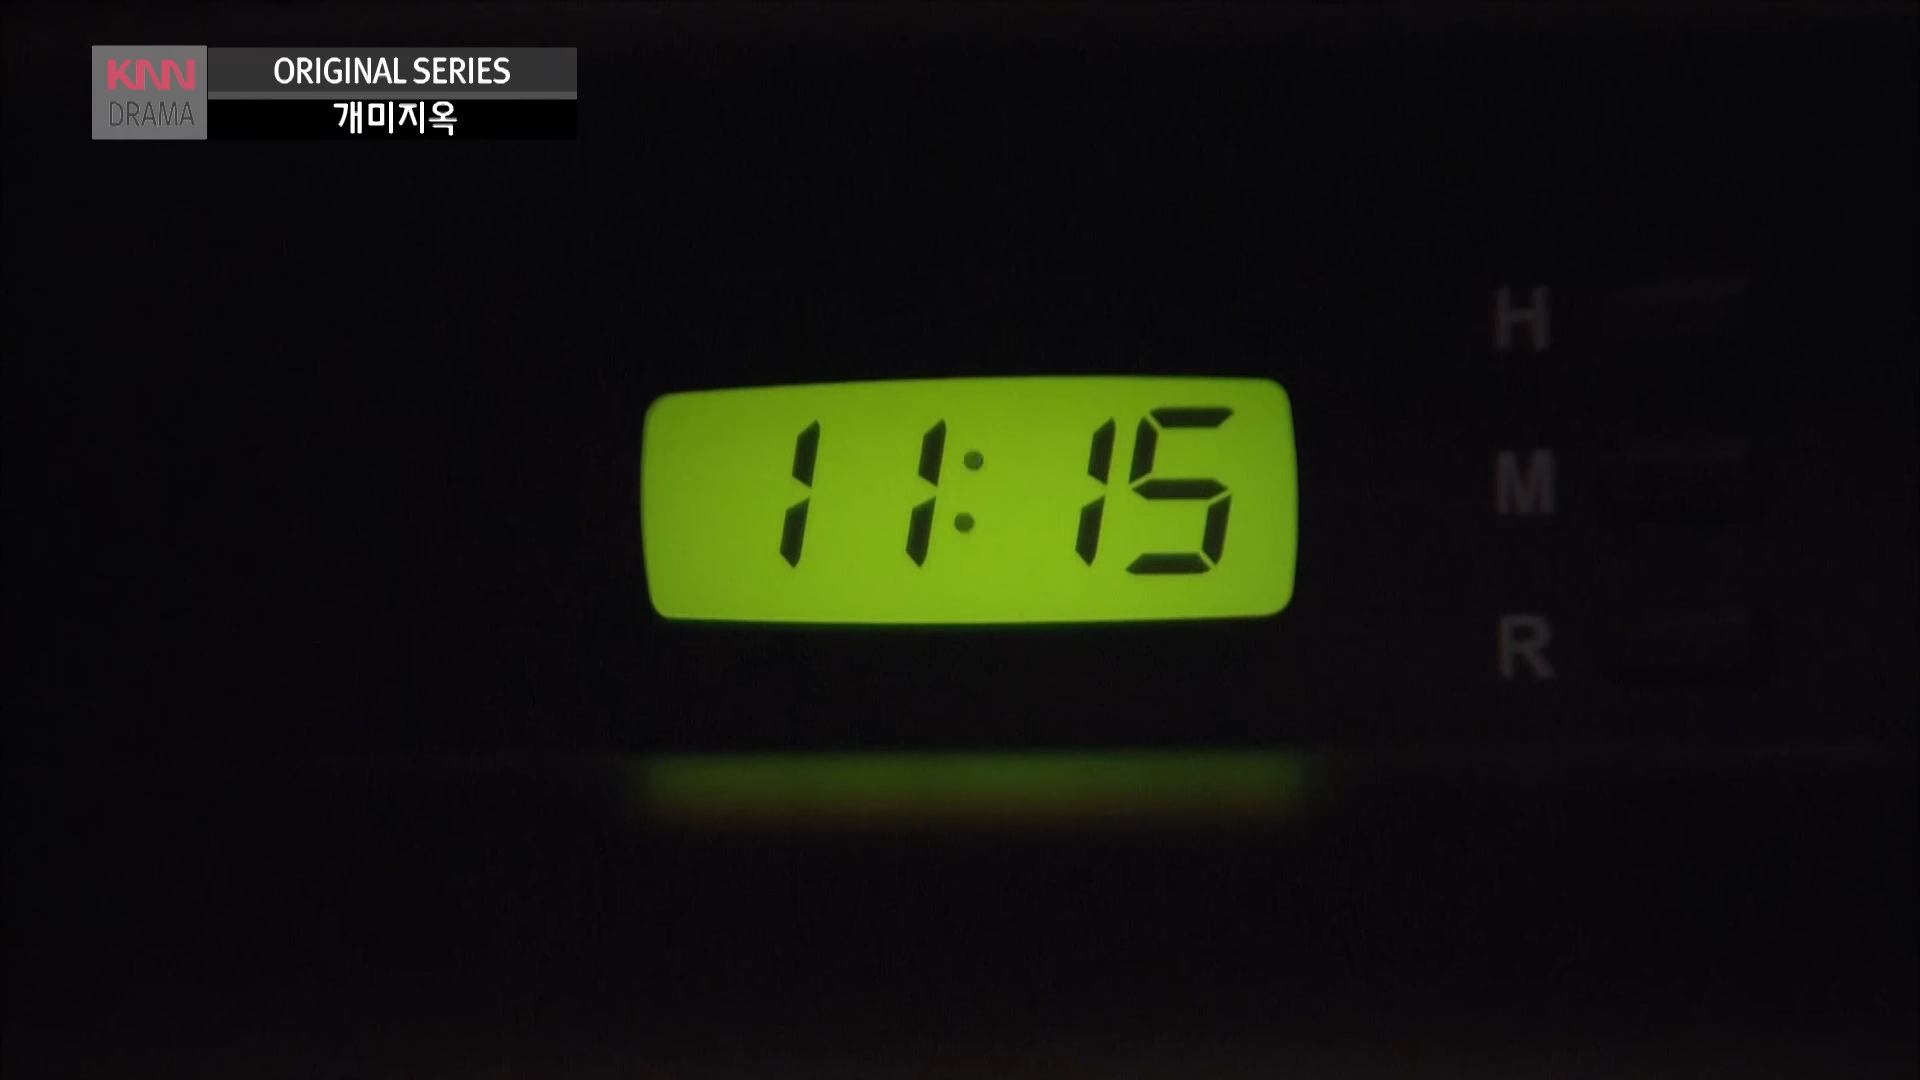 KNN
DRAMA
ORIGINAL SERIES
개미지옥
11:15
H
M
R